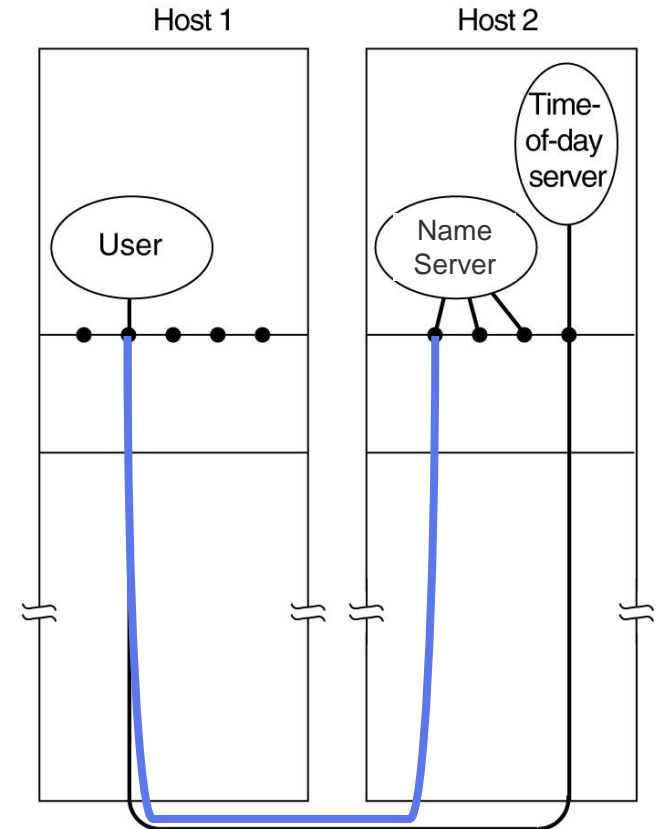 Host 1
Host 2
Time-
of-day
server
User
Name
Server